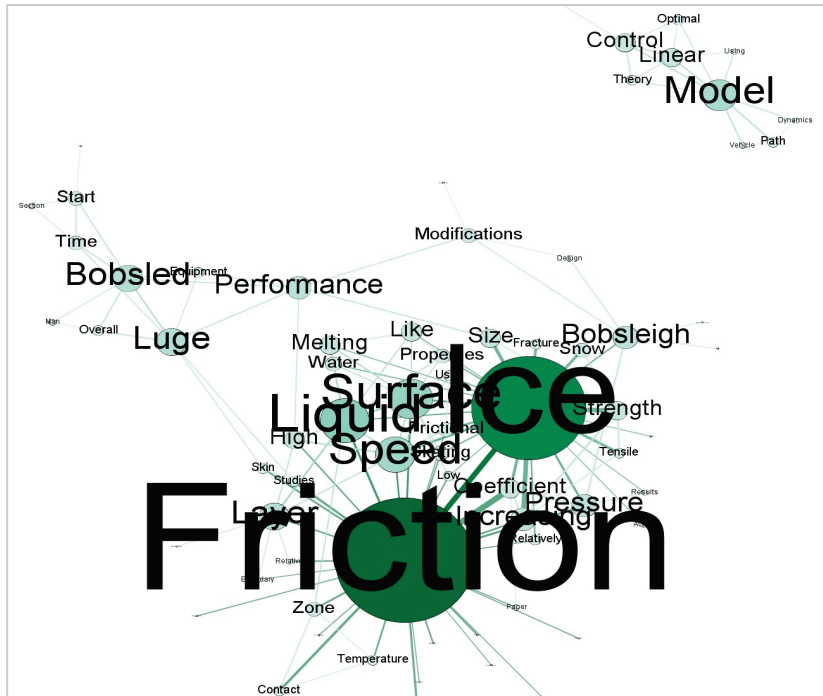 Optimal
Control
Linear
Using
Theory
Model
Dynamics
Vehicle
Path
Start
Section
Time
Modifications
Design
Bobsled
Equipment
Performance
Man
Overall
Luge
Like
Size
Bobsleigh
Melting
Fracture
Snow
Properties
Water
Ice
Surface
Liquid
Strength
Frictional
High
Speed
Skating
Tensile
Skin
Low
Studies
Coefficient
Results
Pressure
Layer
Increasing
Friction
Relatively
Boundary
Zone
Paper
Temperature
Contact